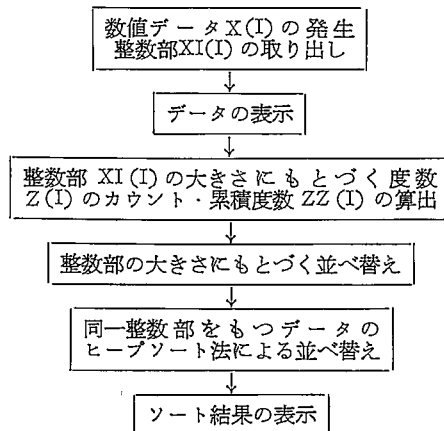 数値データX(I)の発生
整数部XI(I)の取り出し
データの表示
整数部 XI(I)の大きさにもとづく度数
Z(I)のカウント・累積度数 ZZ(I)の算出
整数部の大きさにもとづく並べ替え
同一整数部をもつデータの
ヒープソート法による並べ替え
ソート結果の表示